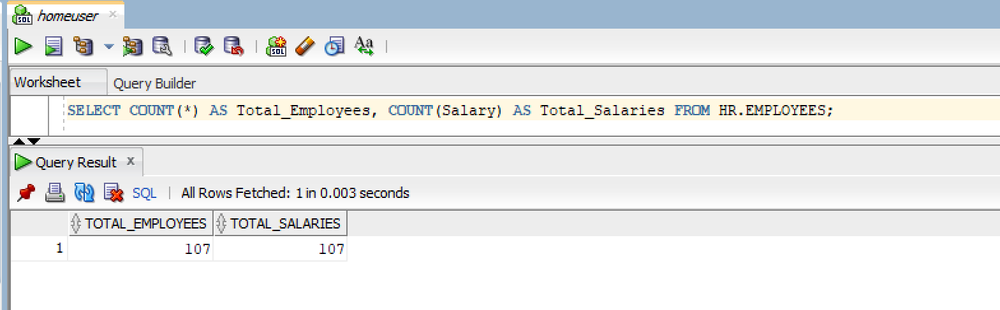 homeuser
Worksheet Query Builder
SELECT COUNT(*) AS Total_Employees, COUNT(Salary) AS Total_Salaries FROM HR.EMPLOYEES;
Query Result
SQL | All Rows Fetched: 1 in 0.003 seconds
TOTAL_EMPLOYEES TOTAL_SALARIES
1 107 107